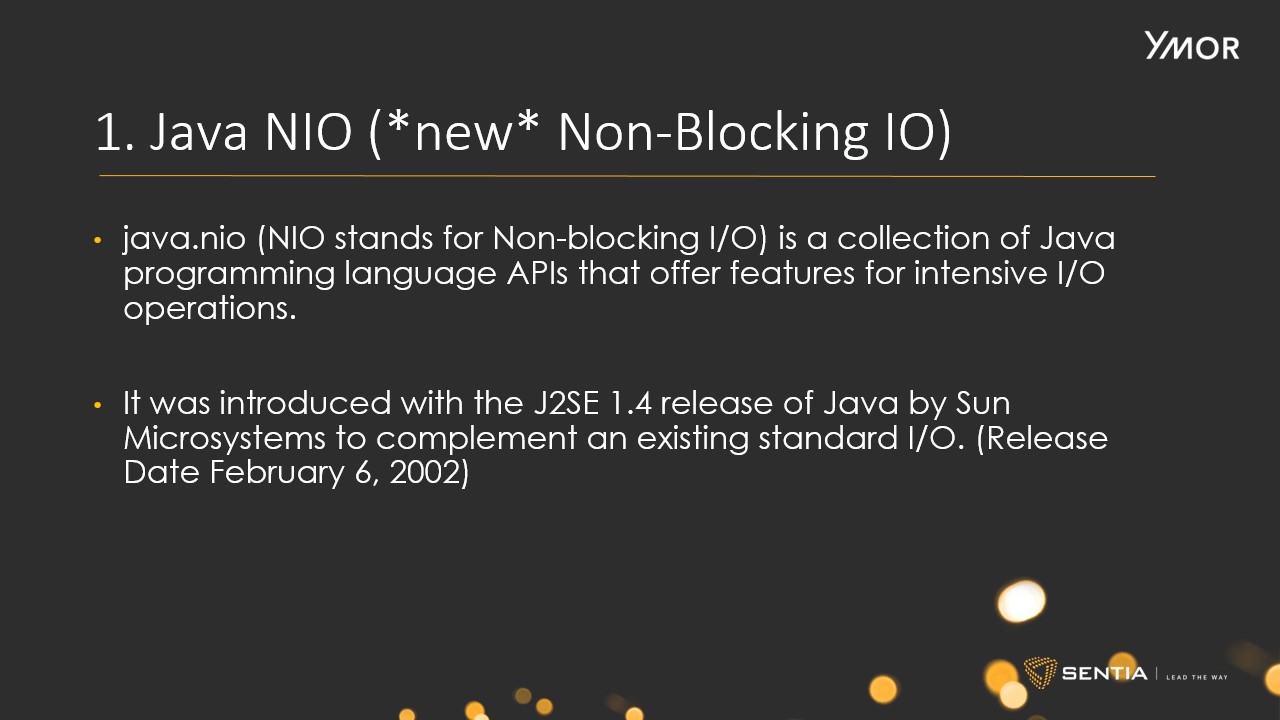 YMOR
1. Java NIO (*new* Non-Blocking IO)
• java.nio (NIO stands for Non-blocking I/O) is a collection of Java
programming language APIs that offer features for intensive I/O
operations.
• It was introduced with the J2SE 1.4 release of Java by Sun
Microsystems to complement an existing standard I/O. (Release
Date February 6, 2002)
SENTIA | LEAD THE WAY